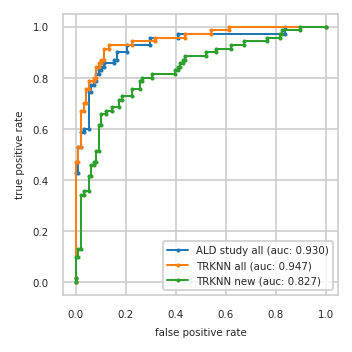 1.0
0.8
0.6
0.4
0.2
0.0
true positive rate
ALD study all (auc: 0.930)
TRKNN all (auc: 0.947)
TRKNN new (auc: 0.827)
0.0 0.2 0.4 0.6 0.8 1.0
false positive rate